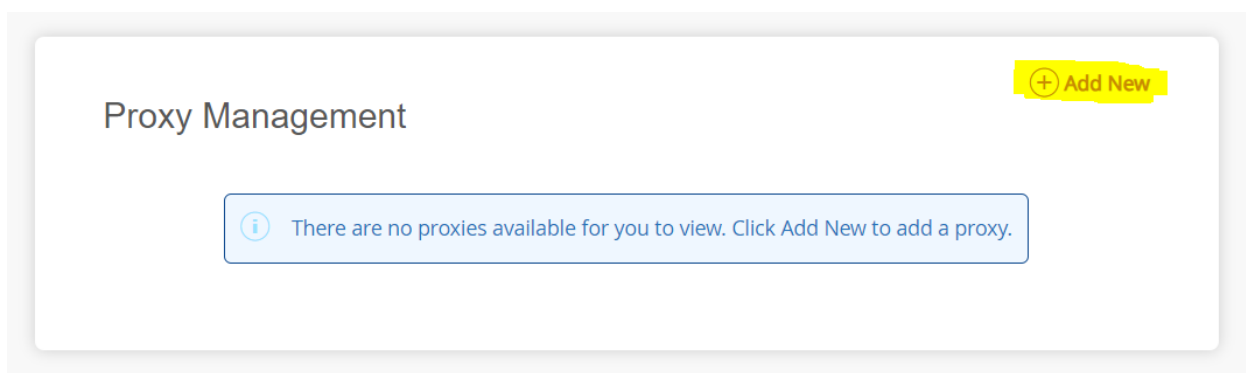 Add New
Proxy Management
There are no proxies available for you to view. Click Add New to add a proxy.